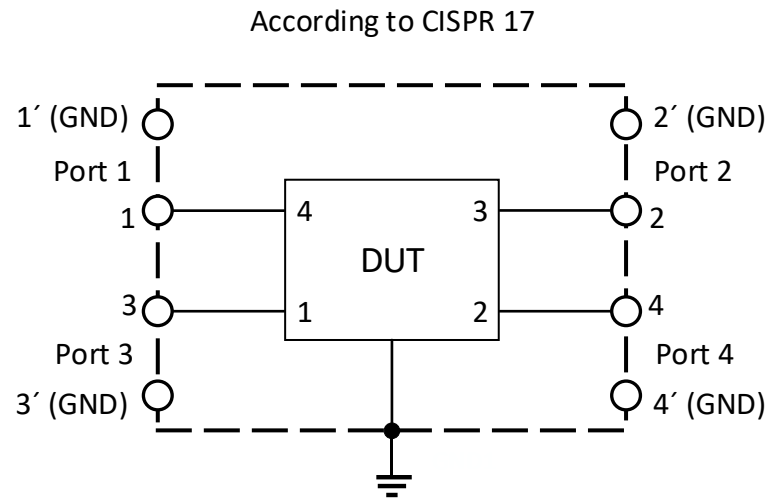 According to CISPR 17
1´ (GND) 2´ (GND)
Port 1 Port 2
1 4 3 2
DUT
3 1 2 4
Port 3 Port 4
3´ (GND) 4´ (GND)